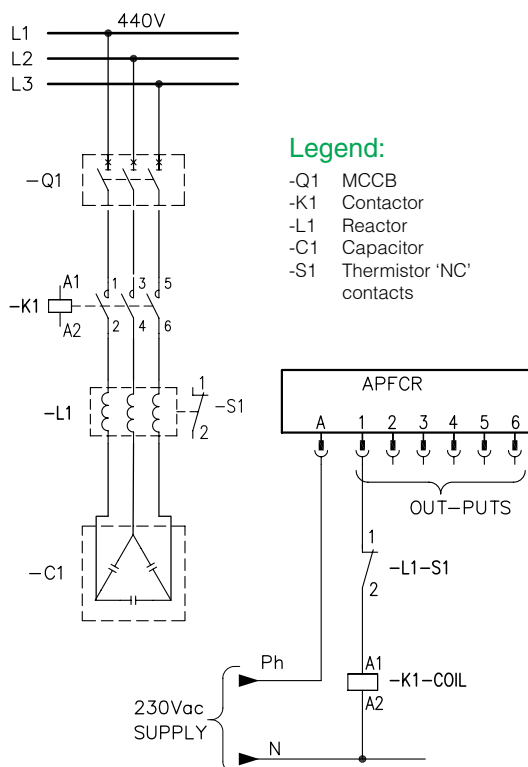 440V
L1
L2
L3
-Q1
A1
1 3 5
-K1
A2
2 4 6
-L1
1
-S1
2
-C1
Legend:
-Q1 MCCB
-K1 Contactor
-L1 Reactor
-C1 Capacitor
-S1 Thermistor ‘NC’
contacts
APFCR
A 1 2 3 4 5 6
OUT-PUTS
1
-L1-S1
2
Ph
A1
-K1-COIL
A2
230Vac
SUPPLY
N